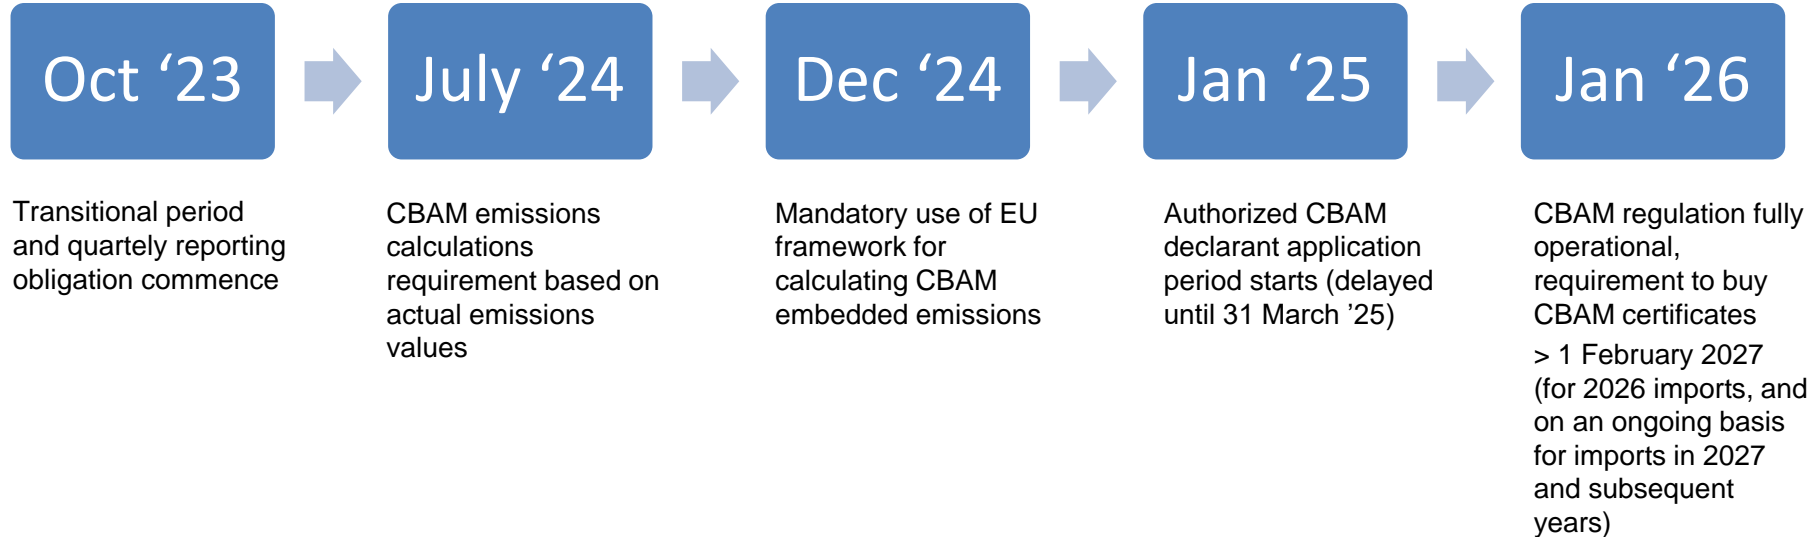 Oct ‘23
July ‘24
Dec ‘24
Jan ‘25
Jan ‘26
Transitional period
and quartely reporting
obligation commence
CBAM emissions
calculations
requirement based on
actual emissions
values
Mandatory use of EU
framework for
calculating CBAM
embedded emissions
Authorized CBAM
declarant application
period starts (delayed
until 31 March ’25)
CBAM regulation fully
operational,
requirement to buy
CBAM certificates
> 1 February 2027
(for 2026 imports, and
on an ongoing basis
for imports in 2027
and subsequent
years)